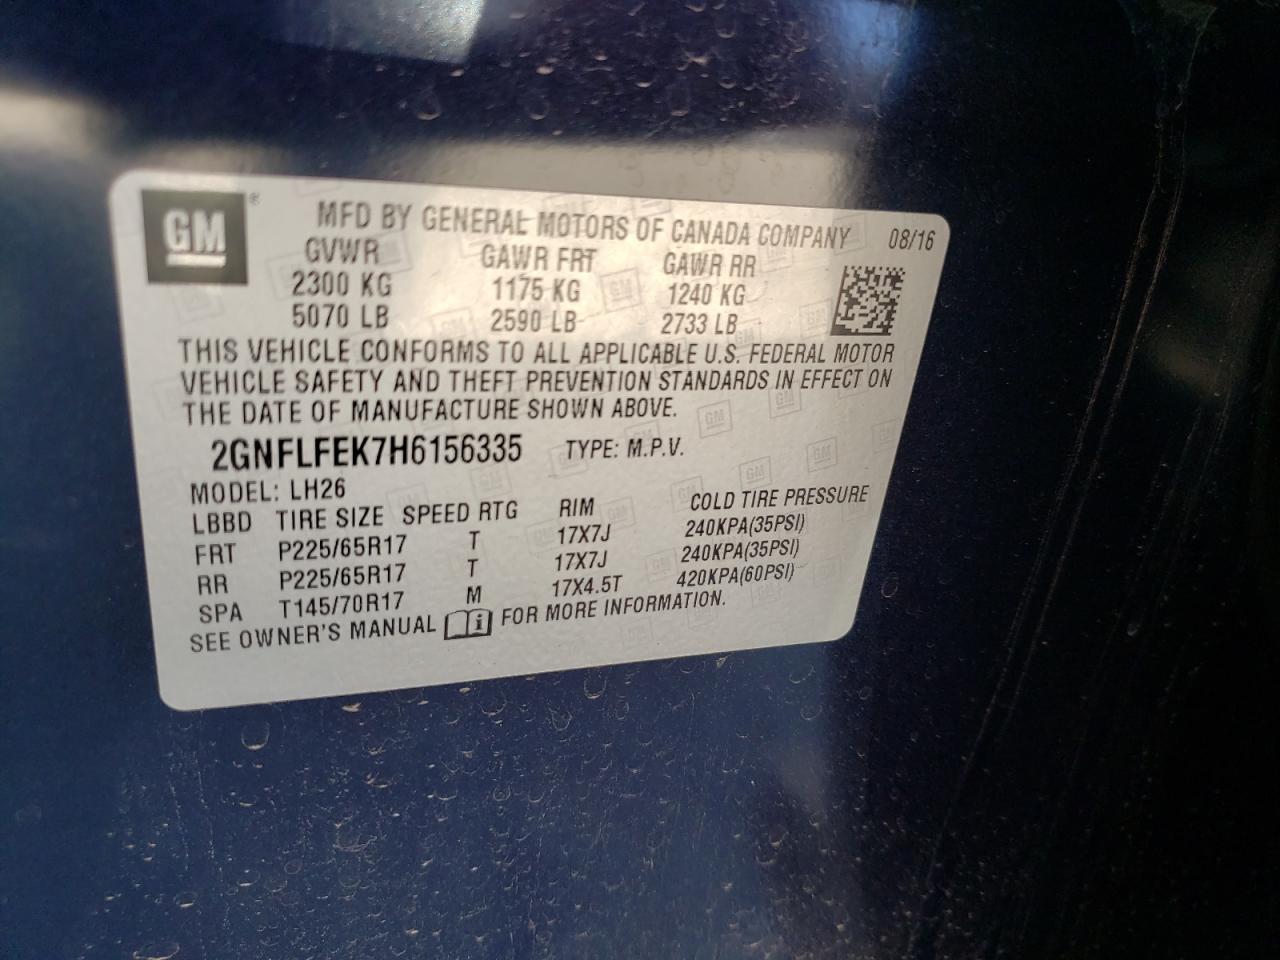 GM®
MFD BY GENERAL MOTORS OF CANADA COMPANY 08/16
GVWR GAWR FRT GAWR RR
2300 KG 1175 KG 1240 KG
5070 LB 2590 LB 2733 LB
THIS VEHICLE CONFORMS TO ALL APPLICABLE U.S. FEDERAL MOTOR
VEHICLE SAFETY AND THEFT PREVENTION STANDARDS IN EFFECT ON
THE DATE OF MANUFACTURE SHOWN ABOVE.
2GNFLFEK7H6156335 TYPE: M.P.V.
MODEL: LH26
LBBD TIRE SIZE SPEED RTG RIM COLD TIRE PRESSURE
FRT P225/65R17 T 17X7J 240KPA(35PSI)
RR P225/65R17 T 17X7J 240KPA(35PSI)
SPA T145/70R17 M 17X4.5T 420KPA(60PSI)
SEE OWNER'S MANUAL i FOR MORE INFORMATION.